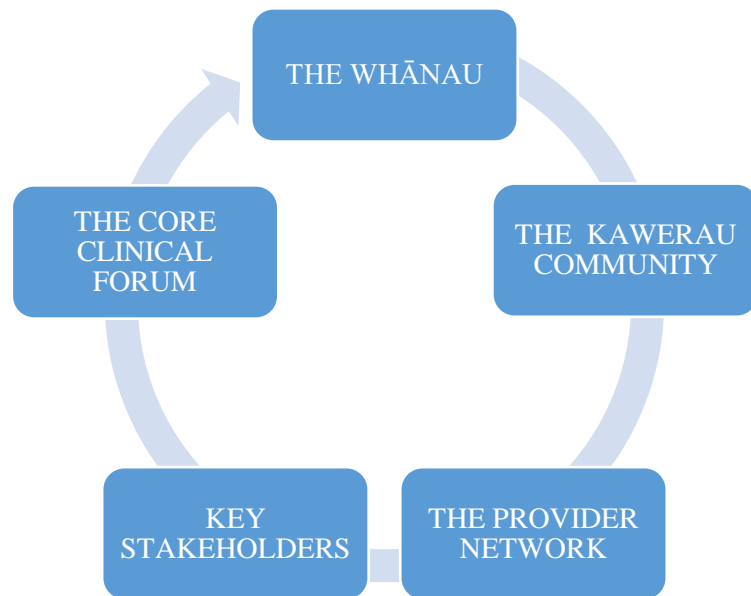 THE WHĀNAU
THE KAWERAU
COMMUNITY
THE PROVIDER
NETWORK
KEY
STAKEHOLDERS
THE CORE
CLINICAL
FORUM